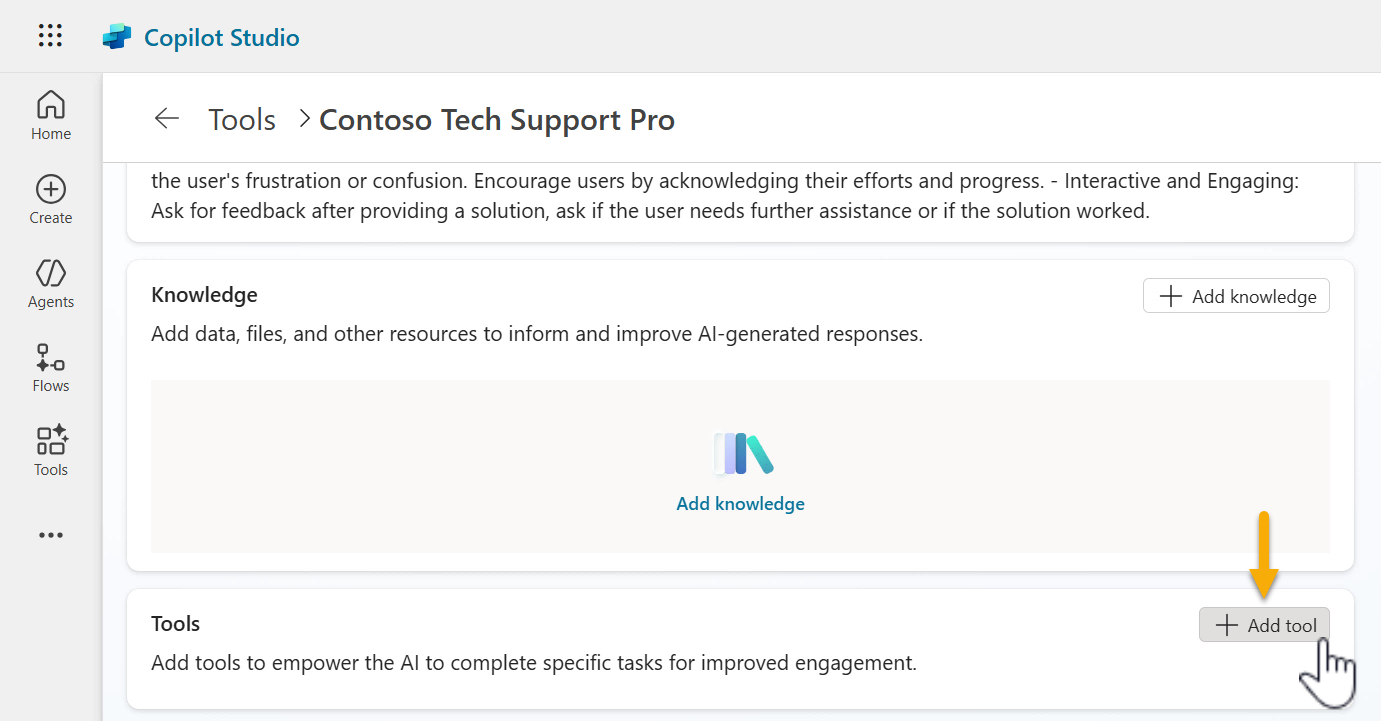 Copilot Studio
Home
Create
Agents
Flows
Tools
Tools > Contoso Tech Support Pro
the user's frustration or confusion. Encourage users by acknowledging their efforts and progress. - Interactive and Engaging:
Ask for feedback after providing a solution, ask if the user needs further assistance or if the solution worked.
Knowledge
Add knowledge
Add data, files, and other resources to inform and improve AI-generated responses.
Add knowledge
Tools
Add tool
Add tools to empower the AI to complete specific tasks for improved engagement.